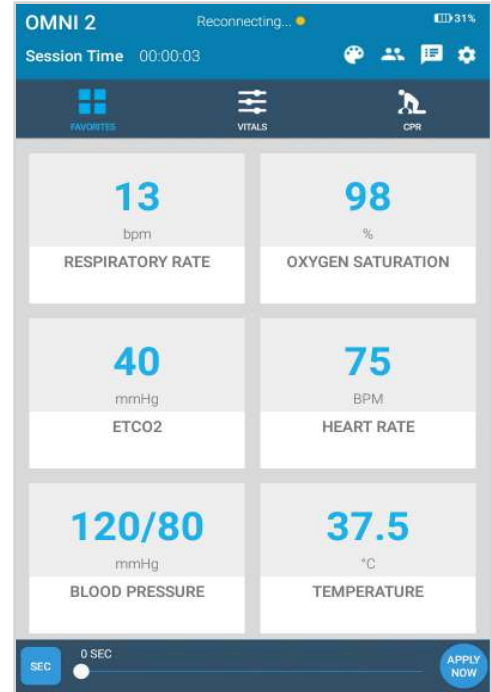 OMNI 2 Reconnecting... 31%
Session Time 00:00:03
FAVORITES VITALS CPR
13 98
bpm %
RESPIRATORY RATE OXYGEN SATURATION
40 75
mmHg BPM
ETCO2 HEART RATE
120/80 37.5
mmHg °C
BLOOD PRESSURE TEMPERATURE
0 SEC
SEC APPLY
NOW